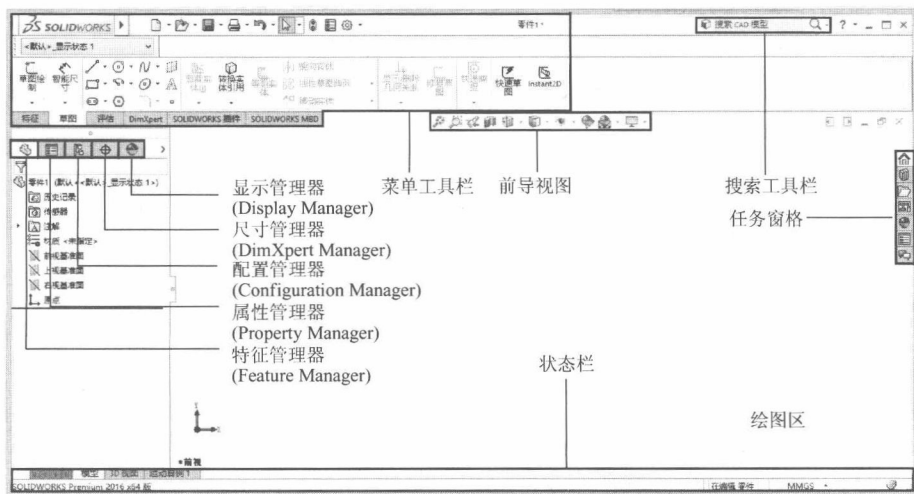 SOLIDWORKS
零件1
搜索 CAD 模型
<默认>_显示状态 1
草图绘制
智能尺寸
转换实体引用
快速草图
Instant2D
特征 草图 评估 DimXpert SOLIDWORKS 插件 SOLIDWORKS MBD
零件1 (默认<<默认>_显示状态 1>)
历史记录
传感器
注解
材质 <未指定>
前视基准面
上视基准面
右视基准面
原点
显示管理器
(Display Manager)
尺寸管理器
(DimXpert Manager)
配置管理器
(Configuration Manager)
属性管理器
(Property Manager)
特征管理器
(Feature Manager)
菜单工具栏
前导视图
搜索工具栏
任务窗格
状态栏
绘图区
*前视
模型 3D 视图 运动算例 1
SOLIDWORKS Premium 2016 x64 版
在编辑 零件
MMGS